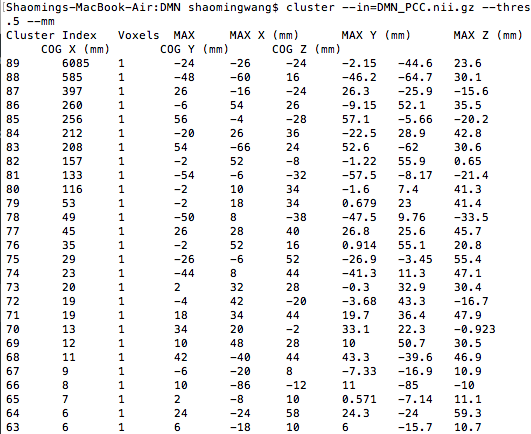 [Shaomings-MacBook-Air:DMN shaomingwang$ cluster --in=DMN_PCC.nii.gz --thres=
.5 --mm
Cluster Index Voxels MAX MAX X (mm) MAX Y (mm) MAX Z (mm)
COG X (mm) COG Y (mm) COG Z (mm)
89 6085 1 -24 -26 -24 -2.15 -44.6 23.6
88 585 1 -48 -60 16 -46.2 -64.7 30.1
87 397 1 26 -16 -24 26.3 -25.9 -15.6
86 260 1 -6 54 26 -9.15 52.1 35.5
85 256 1 56 -4 -28 57.1 -5.66 -20.2
84 212 1 -20 26 36 -22.5 28.9 42.8
83 208 1 54 -66 24 52.6 -62 30.6
82 157 1 -2 52 -8 -1.22 55.9 0.65
81 133 1 -54 -6 -32 -57.5 -8.17 -21.4
80 116 1 -2 10 34 -1.6 7.4 41.3
79 53 1 -2 18 34 0.679 23 41.4
78 49 1 -50 8 -38 -47.5 9.76 -33.5
77 45 1 26 28 40 26.8 25.6 45.7
76 35 1 -2 52 16 0.914 55.1 20.8
75 29 1 -26 -6 52 -26.9 -3.45 55.4
74 23 1 -44 8 44 -41.3 11.3 47.1
73 20 1 2 32 28 -0.3 32.9 30.4
72 19 1 -4 42 -20 -3.68 43.3 -16.7
71 19 1 18 34 44 19.7 36.4 47.9
70 13 1 34 20 -2 33.1 22.3 -0.923
69 12 1 10 48 28 10 50.7 30.5
68 11 1 42 -40 44 43.3 -39.6 46.9
67 9 1 -6 -20 8 -7.33 -16.9 10.9
66 8 1 10 -86 -12 11 -85 -10
65 7 1 2 -8 10 0.571 -7.14 11.1
64 6 1 24 -24 58 24.3 -24 59.3
63 6 1 6 -18 10 6 -15.7 10.7